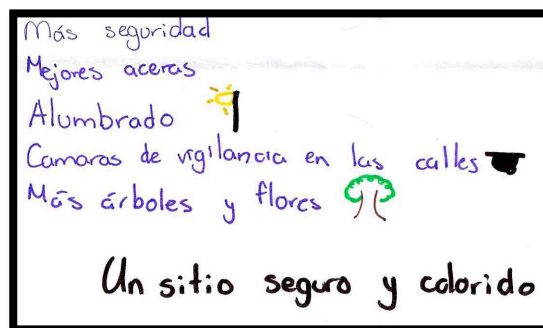 Más seguridad
Mejores aceras
Alumbrado
Camaras de vigilancia en las calles
Más árboles y flores
Un sitio seguro y colorido